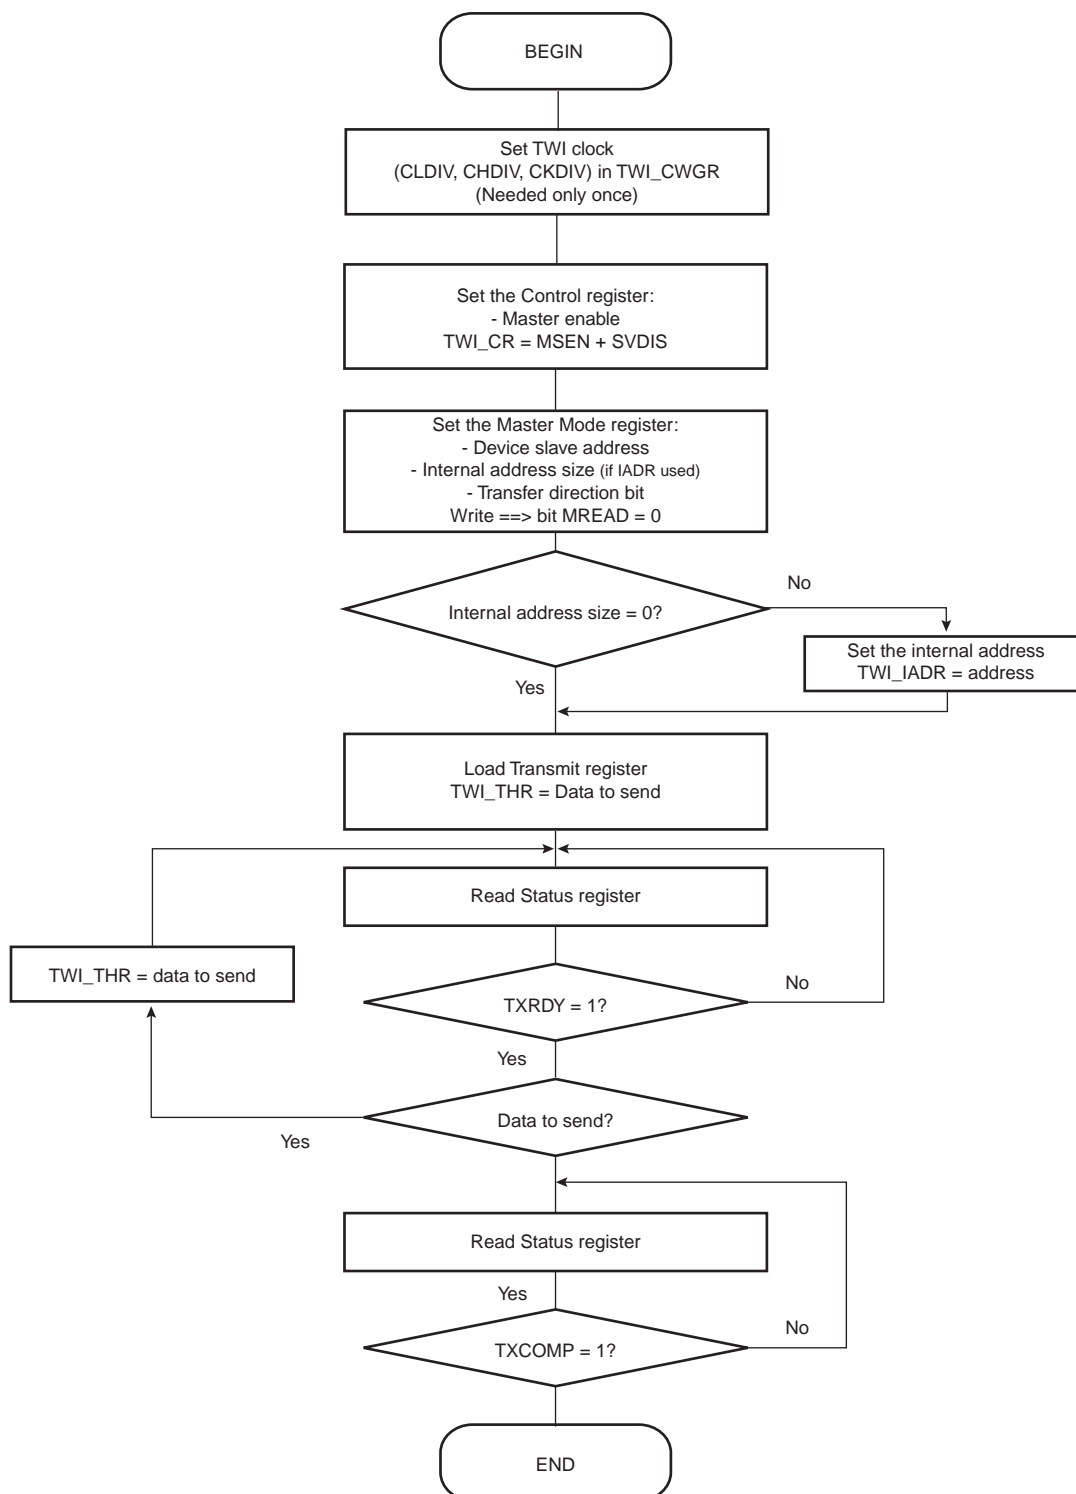 BEGIN
Set TWI clock
(CLDIV, CHDIV, CKDIV) in TWI_CWGR
(Needed only once)
Set the Control register:
- Master enable
TWI_CR = MSEN + SVDIS
Set the Master Mode register:
- Device slave address
- Internal address size (if IADR used)
- Transfer direction bit
Write ==> bit MREAD = 0
No
Internal address size = 0?
Set the internal address
TWI_IADR = address
Yes
Load Transmit register
TWI_THR = Data to send
Read Status register
TWI_THR = data to send
No
TXRDY = 1?
Yes
Data to send?
Yes
Read Status register
Yes
No
TXCOMP = 1?
END